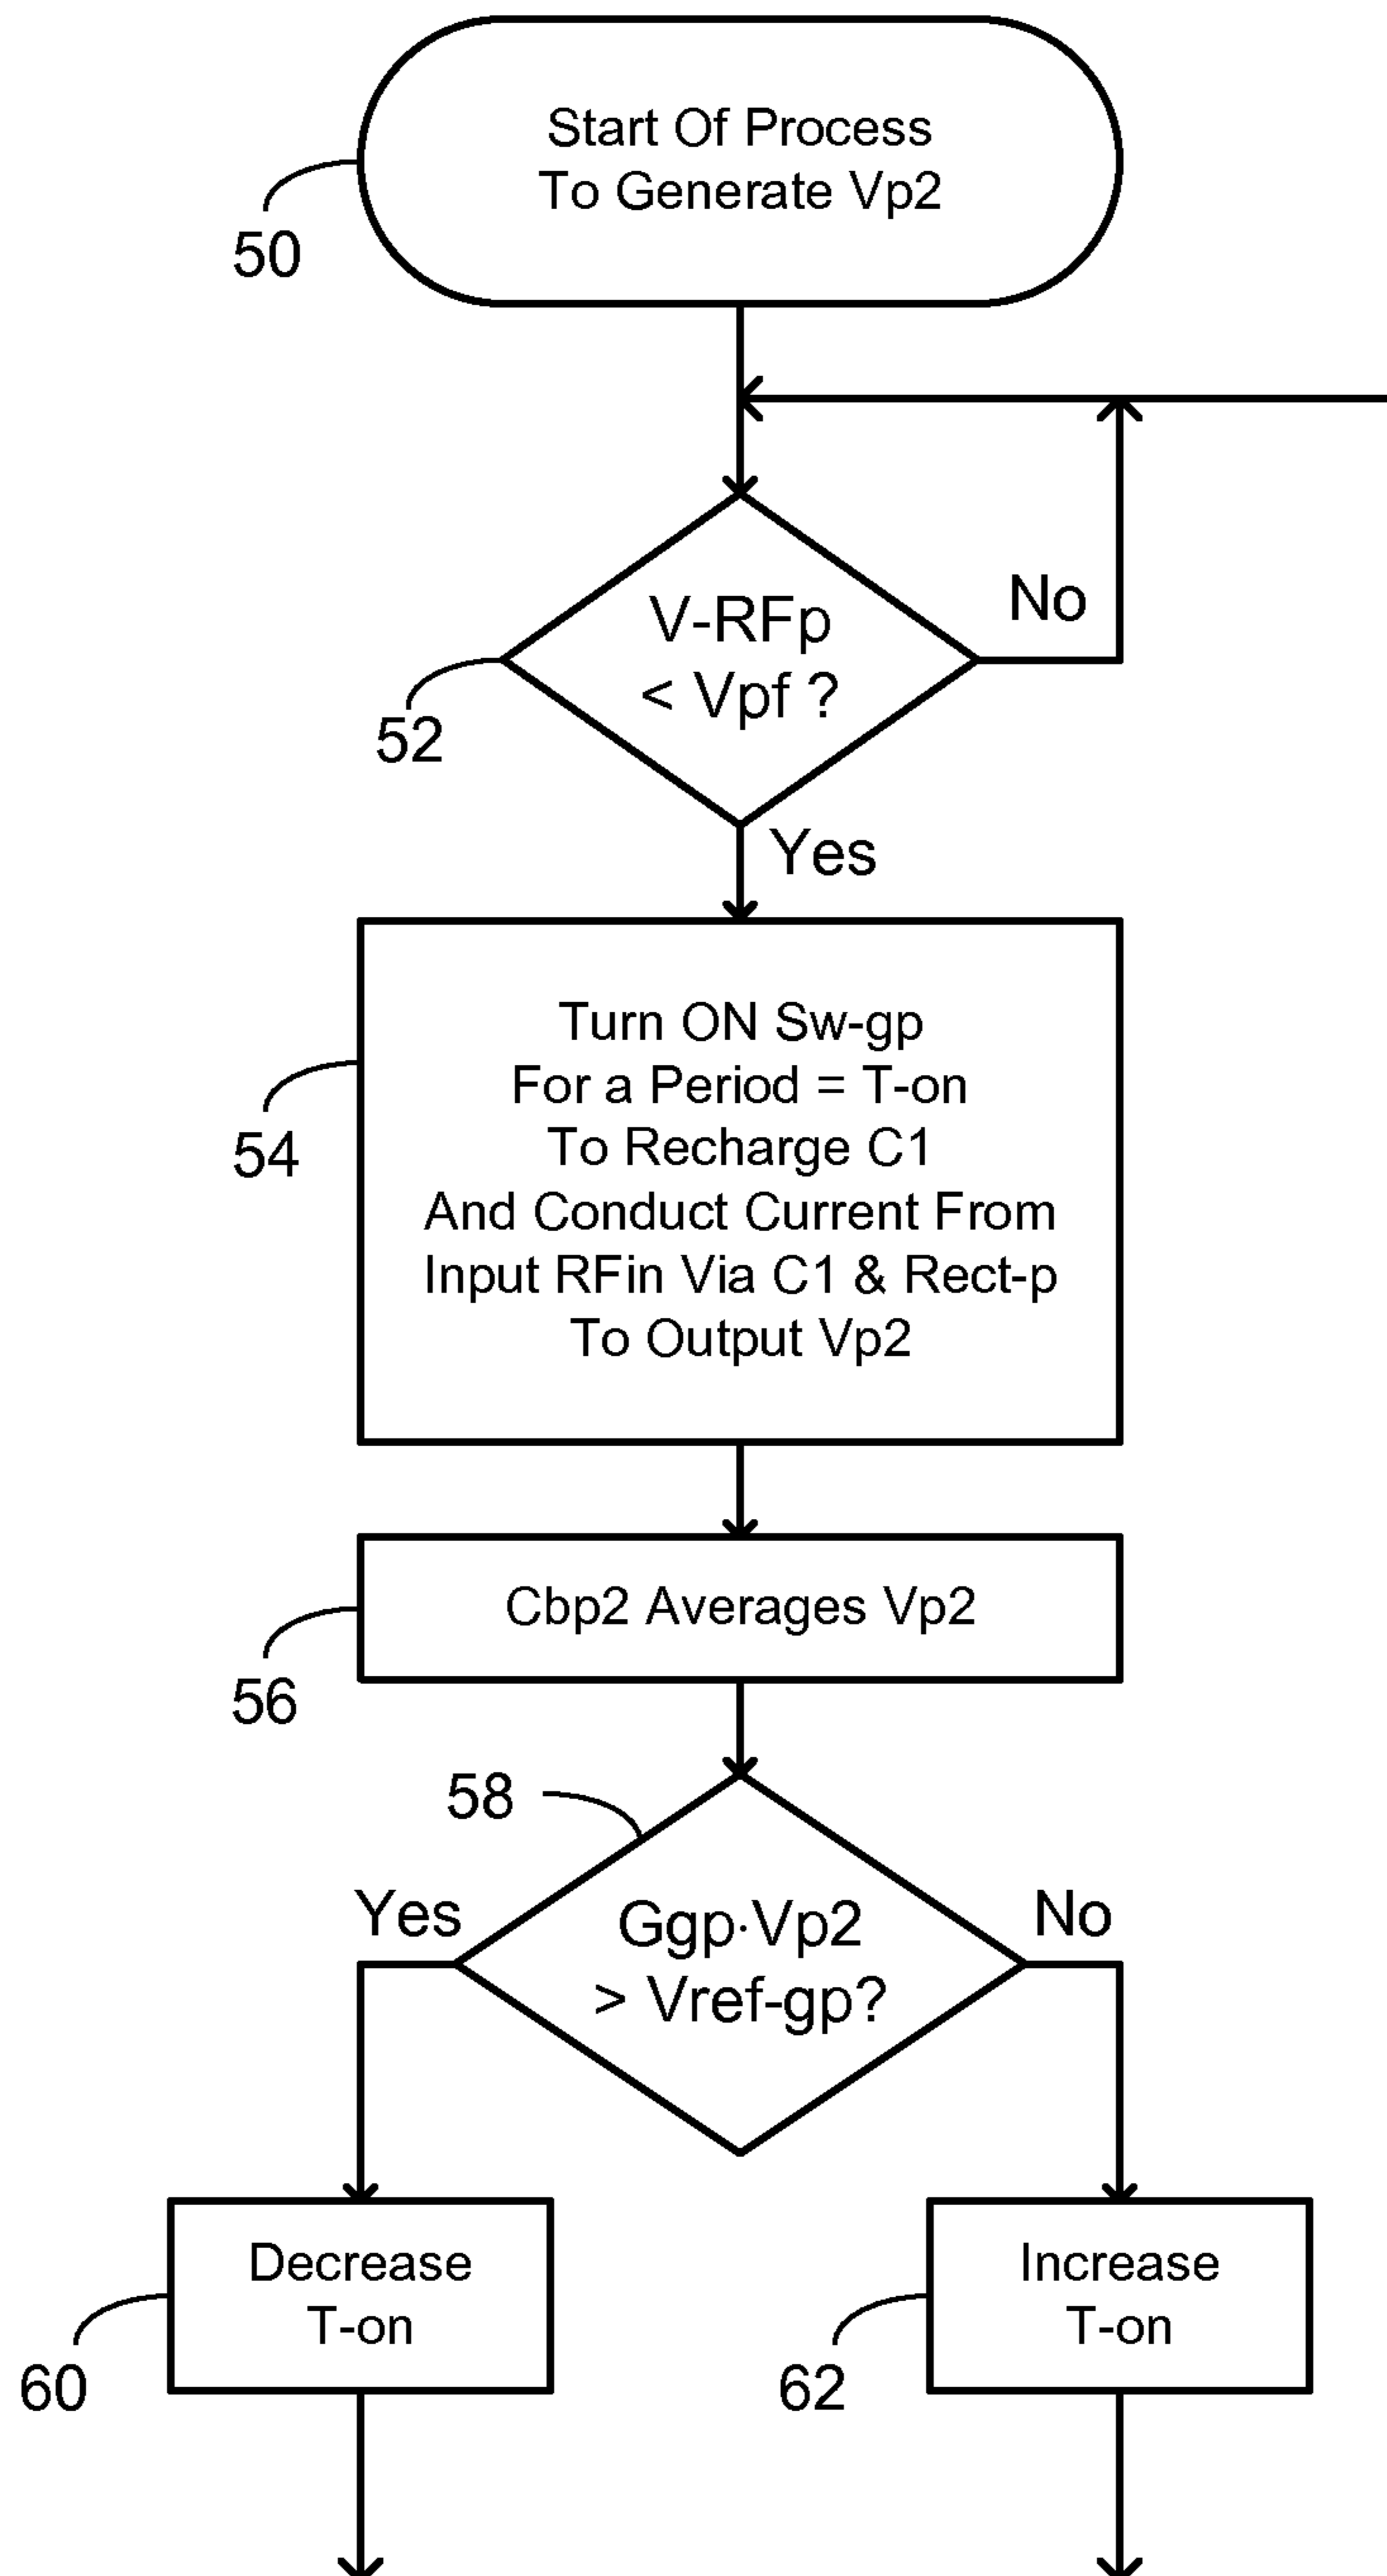 Start Of Process
To Generate Vp2
50
V-RFp
< Vpf ?
No
52
Yes
Turn ON Sw-gp
For a Period = T-on
To Recharge C1
And Conduct Current From
Input RFin Via C1 & Rect-p
To Output Vp2
54
Cbp2 Averages Vp2
56
58
Yes
Ggp·Vp2
> Vref-gp?
No
Decrease
T-on
60
Increase
T-on
62